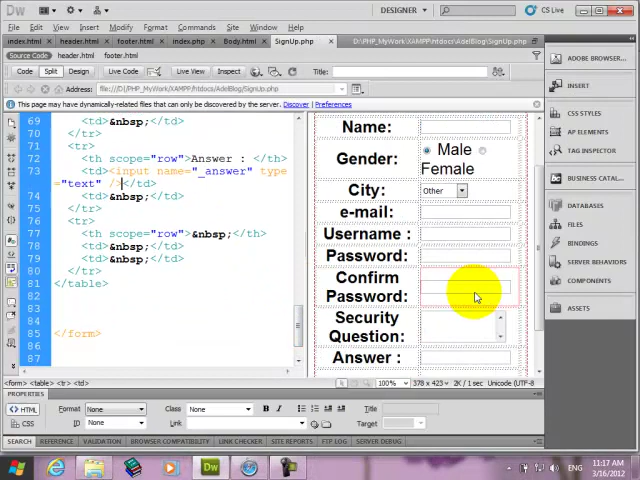 Dw
DESIGNER
CS Live
File Edit View Insert Modify Format Commands Site Window Help
index.html × header.html × footer.html × index.php × Body.html × SignUp.php ×
D:\PHP_MyWork\XAMPP\htdocs\AdelBlog\SignUp.php
Source Code header.html footer.html
Code Split Design Live Code Live View Inspect Title:
Address: file:///D|/PHP_MyWork/XAMPP/htdocs/AdelBlog/SignUp.php
This page may have dynamically-related files that can only be discovered by the server. Discover | Preferences
69 <td>&nbsp;</td>
70 </tr>
71 <tr>
72 <th scope="row">Answer : </th>
73 <td><input name="_answer" type
="text" /></td>
74 <td>&nbsp;</td>
75 </tr>
76 <tr>
77 <th scope="row">&nbsp;</th>
78 <td>&nbsp;</td>
79 <td>&nbsp;</td>
80 </tr>
81 </table>
82
83
84
85 </form>
86
87
Name:
Gender:
Male
Female
City:
Other
e-mail:
Username :
Password:
Confirm
Password:
Security
Question:
Answer :
ADOBE BROWSER...
INSERT
CSS STYLES
AP ELEMENTS
TAG INSPECTOR
BUSINESS CATAL...
DATABASES
FILES
BINDINGS
SERVER BEHAVIORS
COMPONENTS
ASSETS
<form> <table> <tr> <td>
100% 378 x 423 2K / 1 sec Unicode (UTF-8
PROPERTIES
<> HTML Format None Class None B I Title
CSS ID None Link Target
SEARCH REFERENCE VALIDATION BROWSER COMPATIBILITY LINK CHECKER SITE REPORTS FTP LOG SERVER DEBUG
Dw
ENG
11:17 AM
3/16/2012